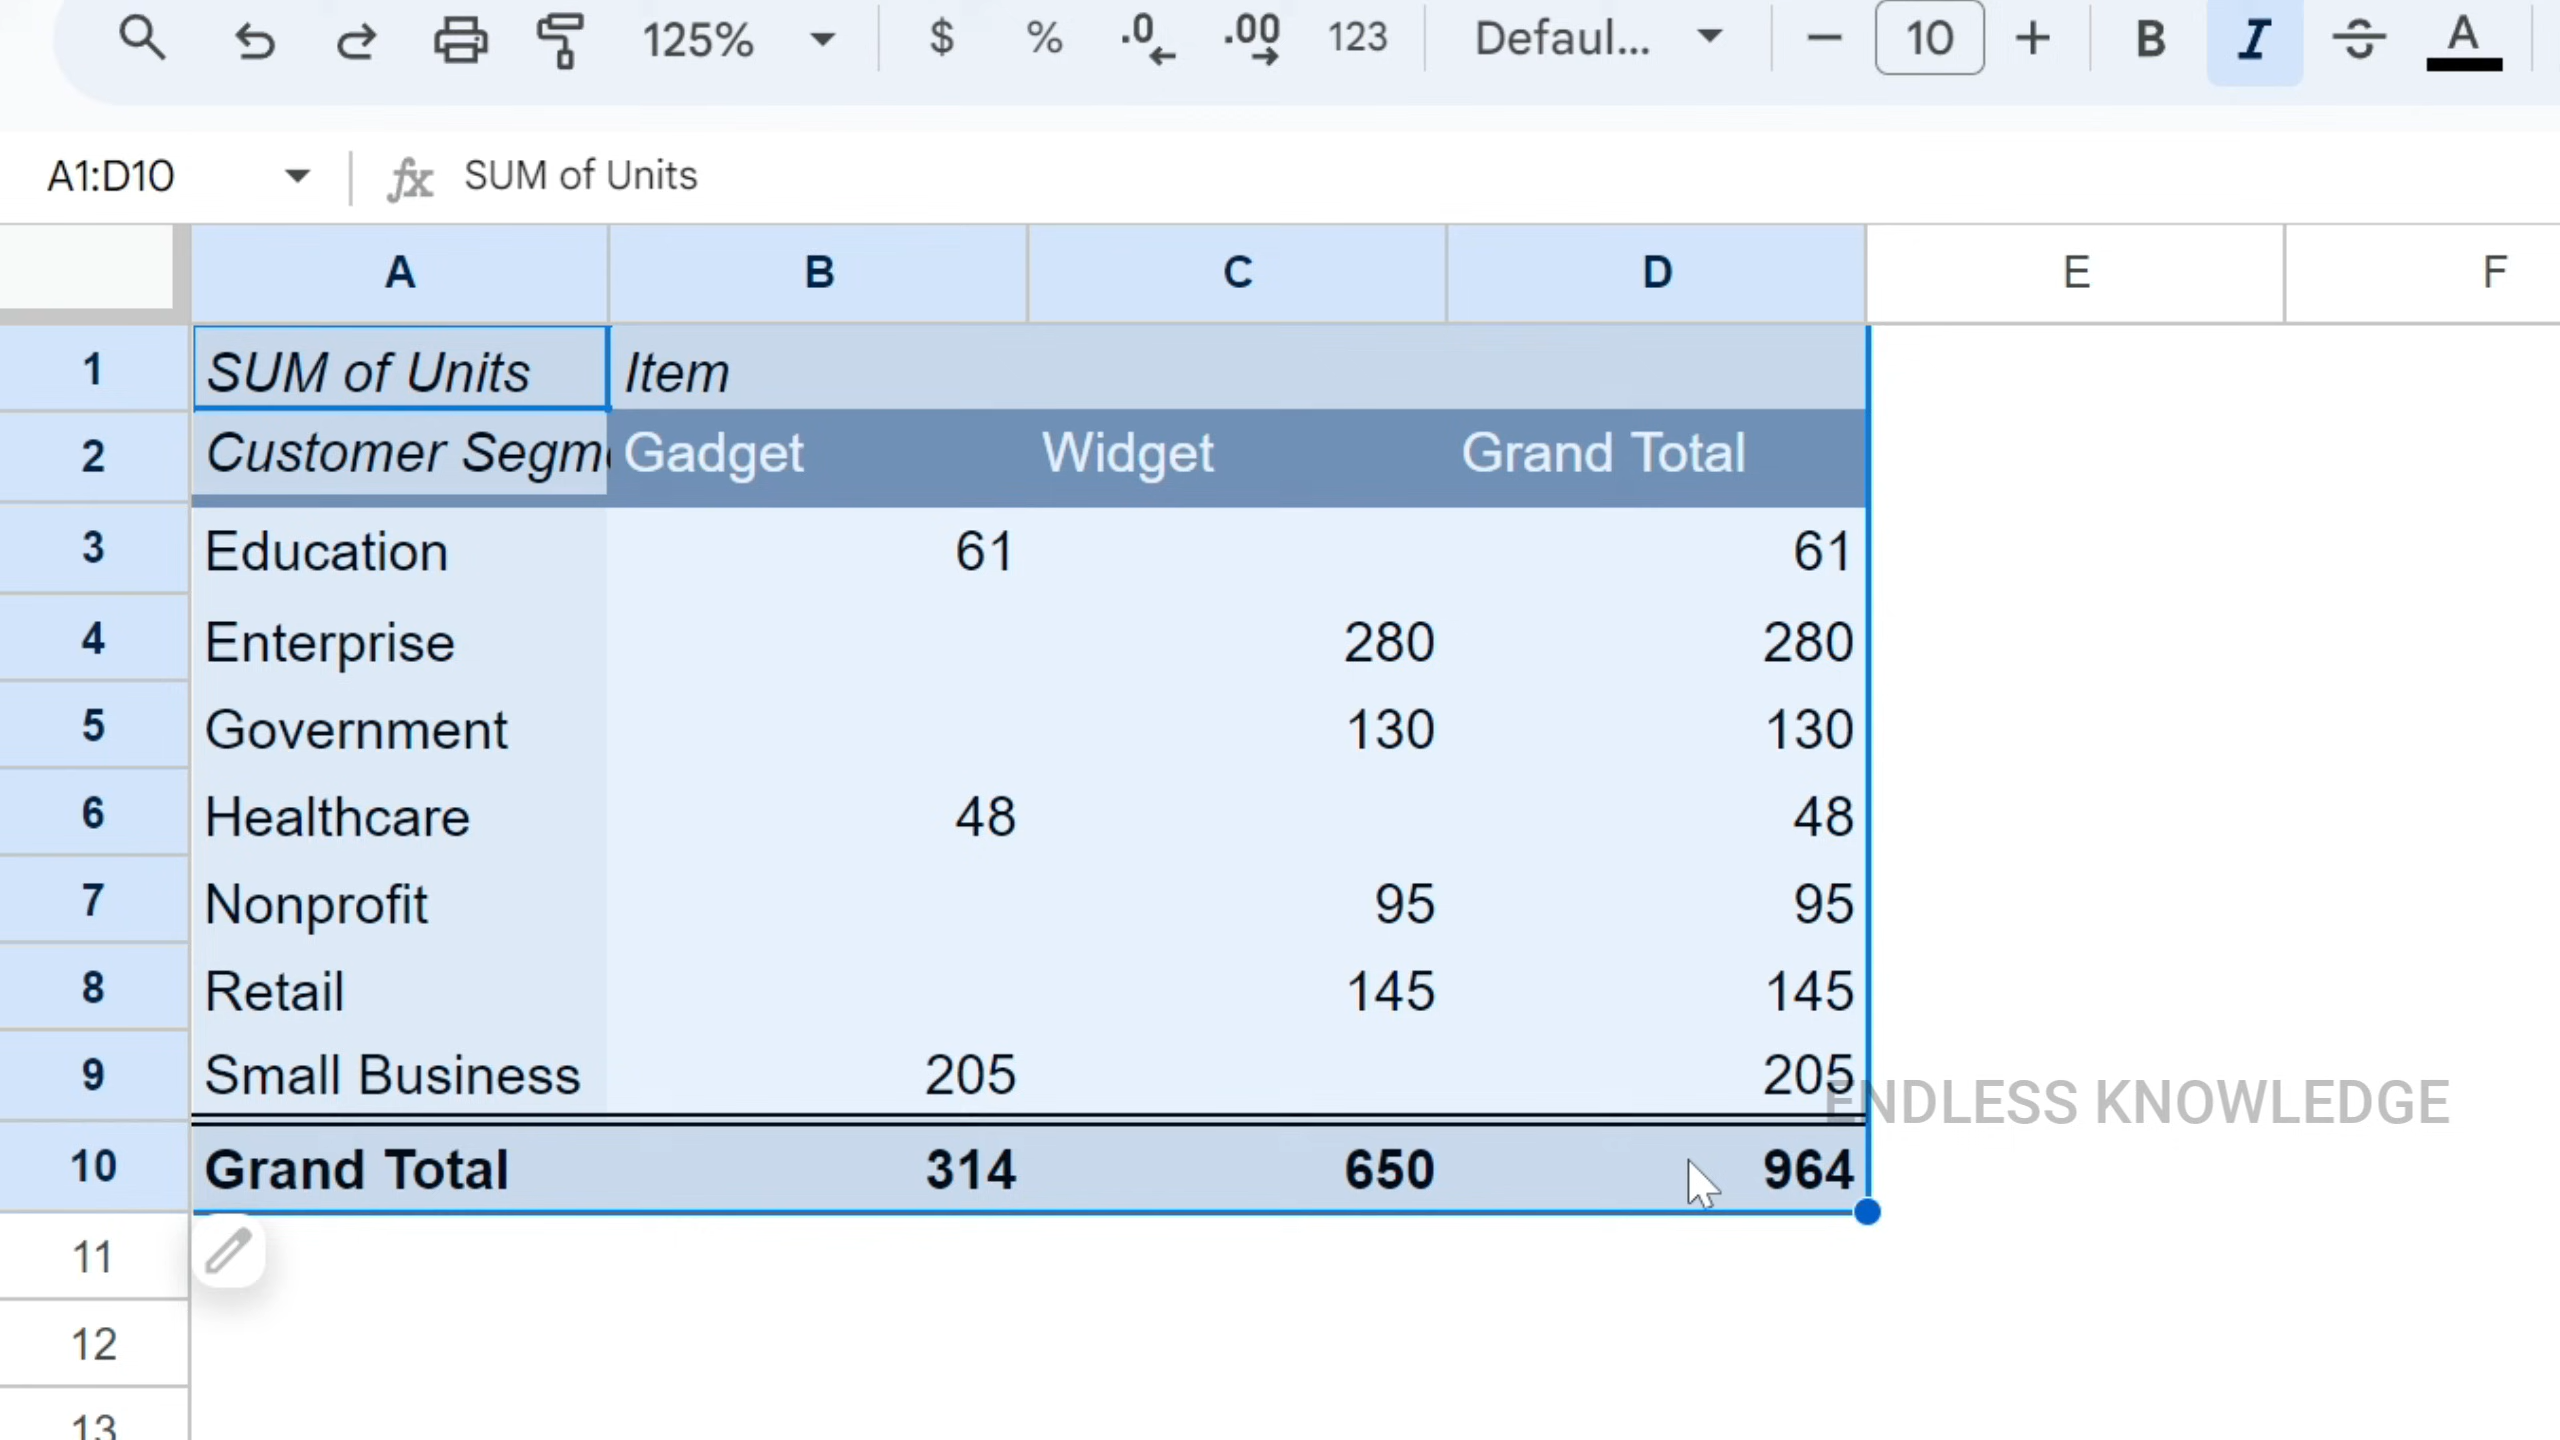 125% $ % .0 .00 123 Defaul... 10 B I S A
A1:D10 fx SUM of Units
A B C D E F
1 SUM of Units Item
2 Customer Segm Gadget Widget Grand Total
3 Education 61 61
4 Enterprise 280 280
5 Government 130 130
6 Healthcare 48 48
7 Nonprofit 95 95
8 Retail 145 145
9 Small Business 205 205
ENDLESS KNOWLEDGE
10 Grand Total 314 650 964
11
12
13